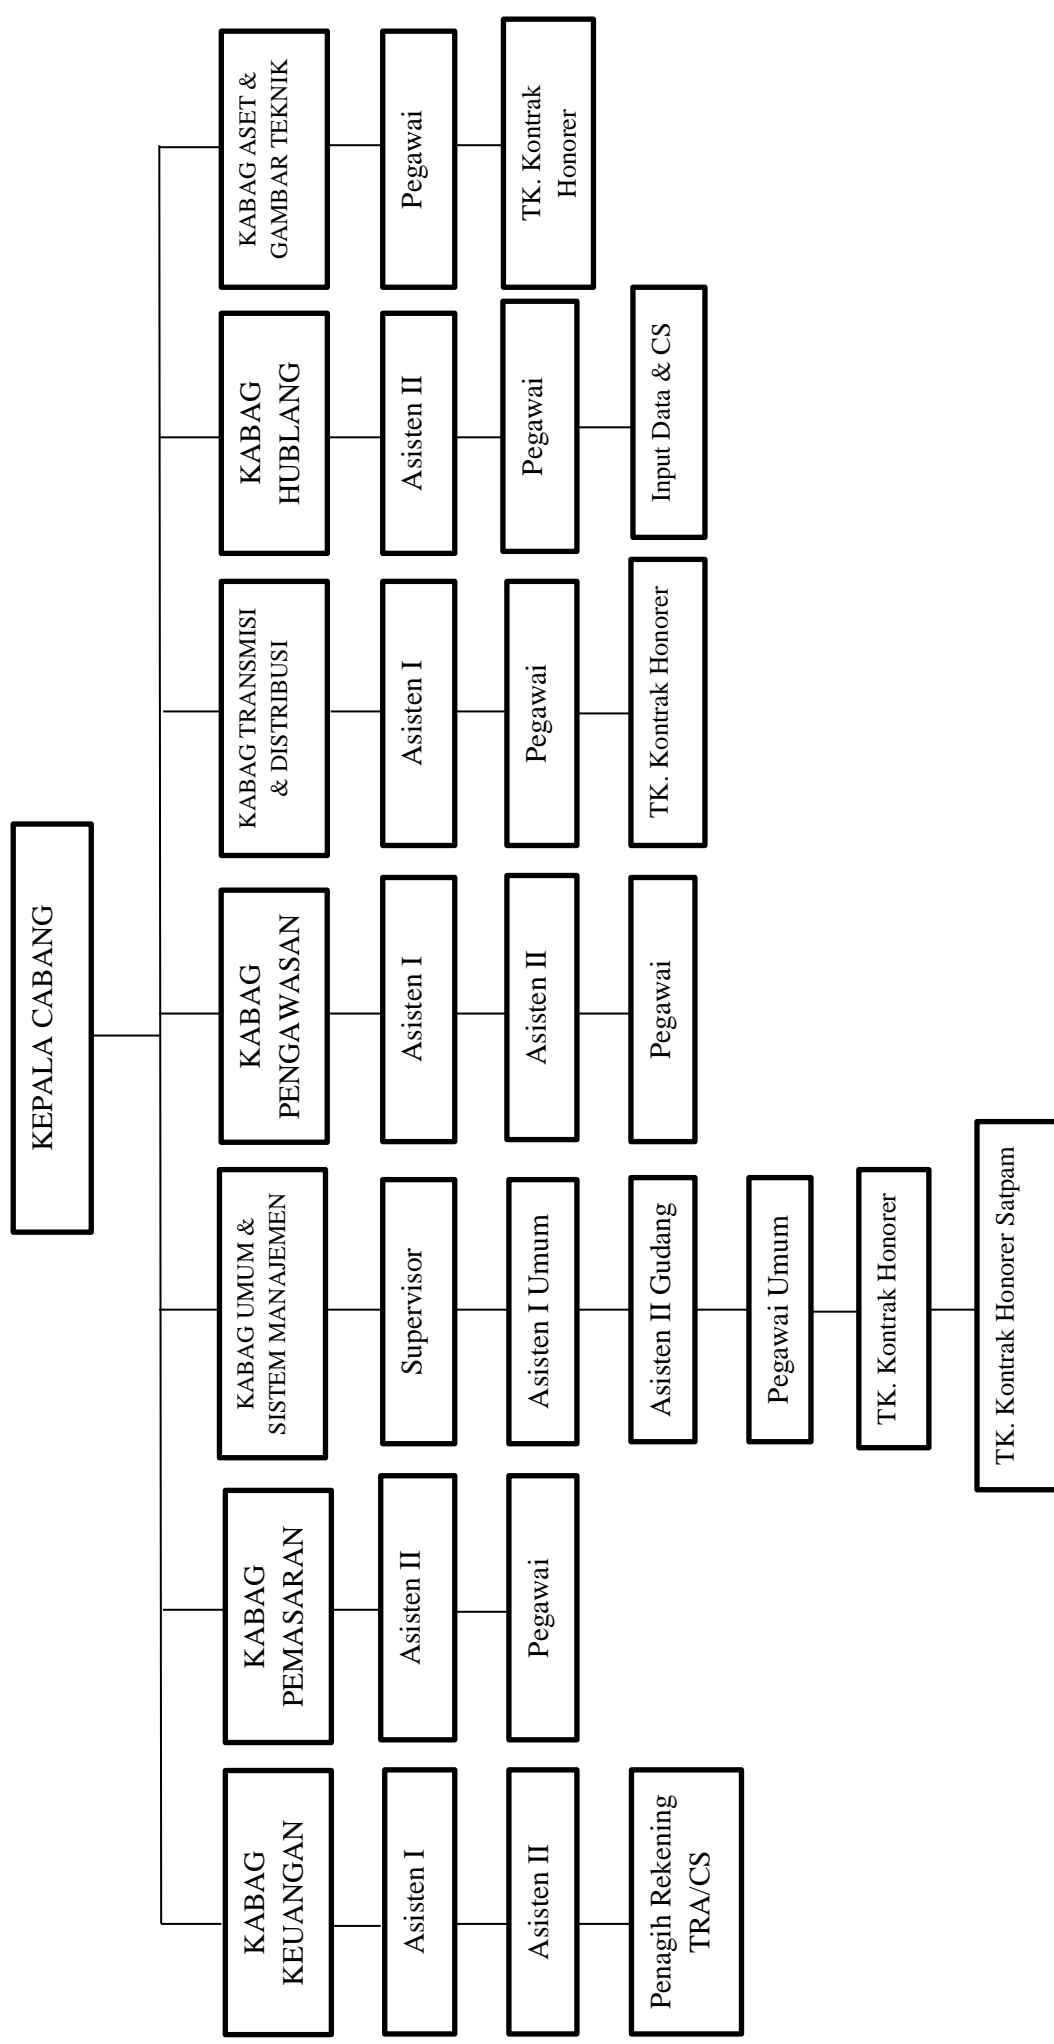 KEPALA CABANG
KABAG
KEUANGAN
KABAG
PEMASARAN
KABAG UMUM &
SISTEM MANAJEMEN
KABAG
PENGAWASAN
KABAG TRANSMISI
& DISTRIBUSI
KABAG
HUBLANG
KABAG ASET &
GAMBAR TEKNIK
Asisten I
Asisten II
Supervisor
Asisten I
Asisten I
Asisten II
Pegawai
Asisten II
Pegawai
Asisten I Umum
Asisten II
Pegawai
Pegawai
TK. Kontrak
Honorer
Penagih Rekening
TRA/CS
Asisten II Gudang
Pegawai
TK. Kontrak Honorer
Input Data & CS
Pegawai Umum
TK. Kontrak Honorer
TK. Kontrak Honorer Satpam